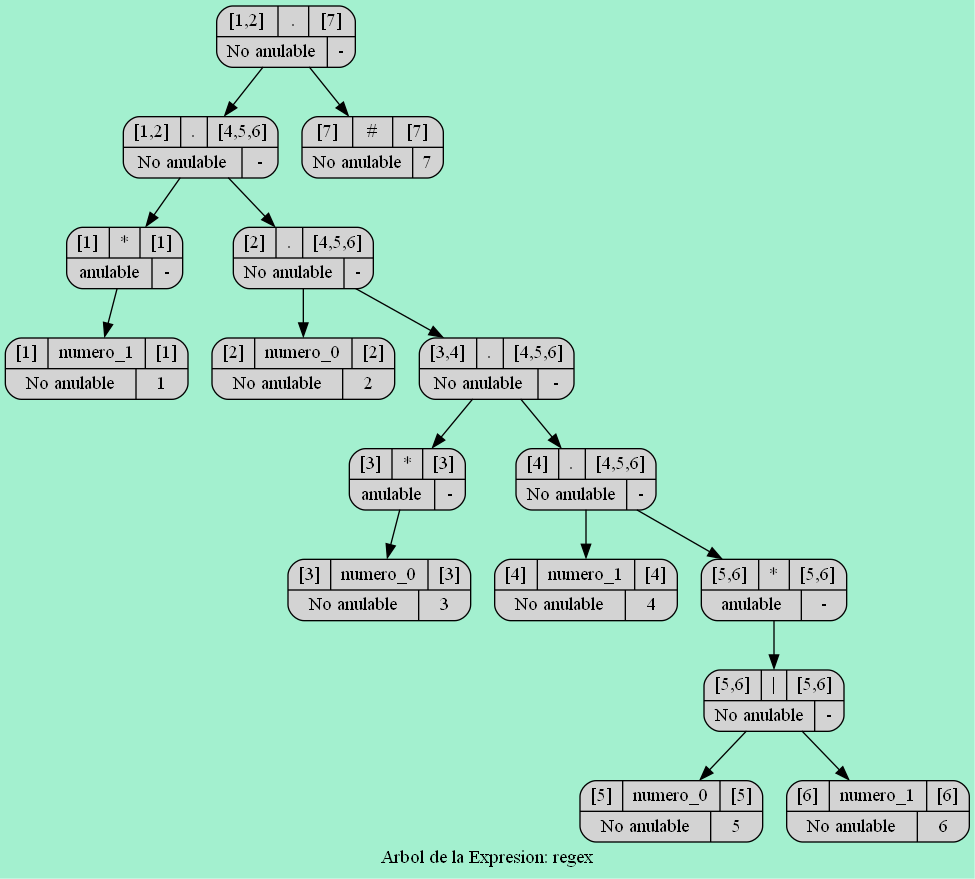 [1,2] . [7]
No anulable -
[1,2] . [4,5,6]
No anulable -
[7] # [7]
No anulable 7
[1] * [1]
anulable -
[2] . [4,5,6]
No anulable -
[1] numero_1 [1]
No anulable 1
[2] numero_0 [2]
No anulable 2
[3,4] . [4,5,6]
No anulable -
[3] * [3]
anulable -
[4] . [4,5,6]
No anulable -
[3] numero_0 [3]
No anulable 3
[4] numero_1 [4]
No anulable 4
[5,6] * [5,6]
anulable -
[5,6] | [5,6]
No anulable -
[5] numero_0 [5]
No anulable 5
[6] numero_1 [6]
No anulable 6
Arbol de la Expresion: regex